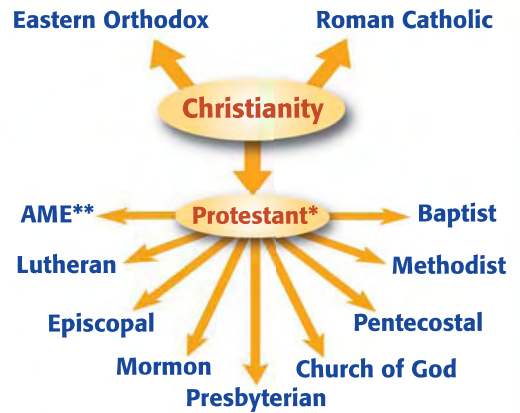 Eastern Orthodox
Roman Catholic
Christianity
Protestant*
AME**
Baptist
Lutheran
Methodist
Episcopal
Pentecostal
Mormon
Church of God
Presbyterian